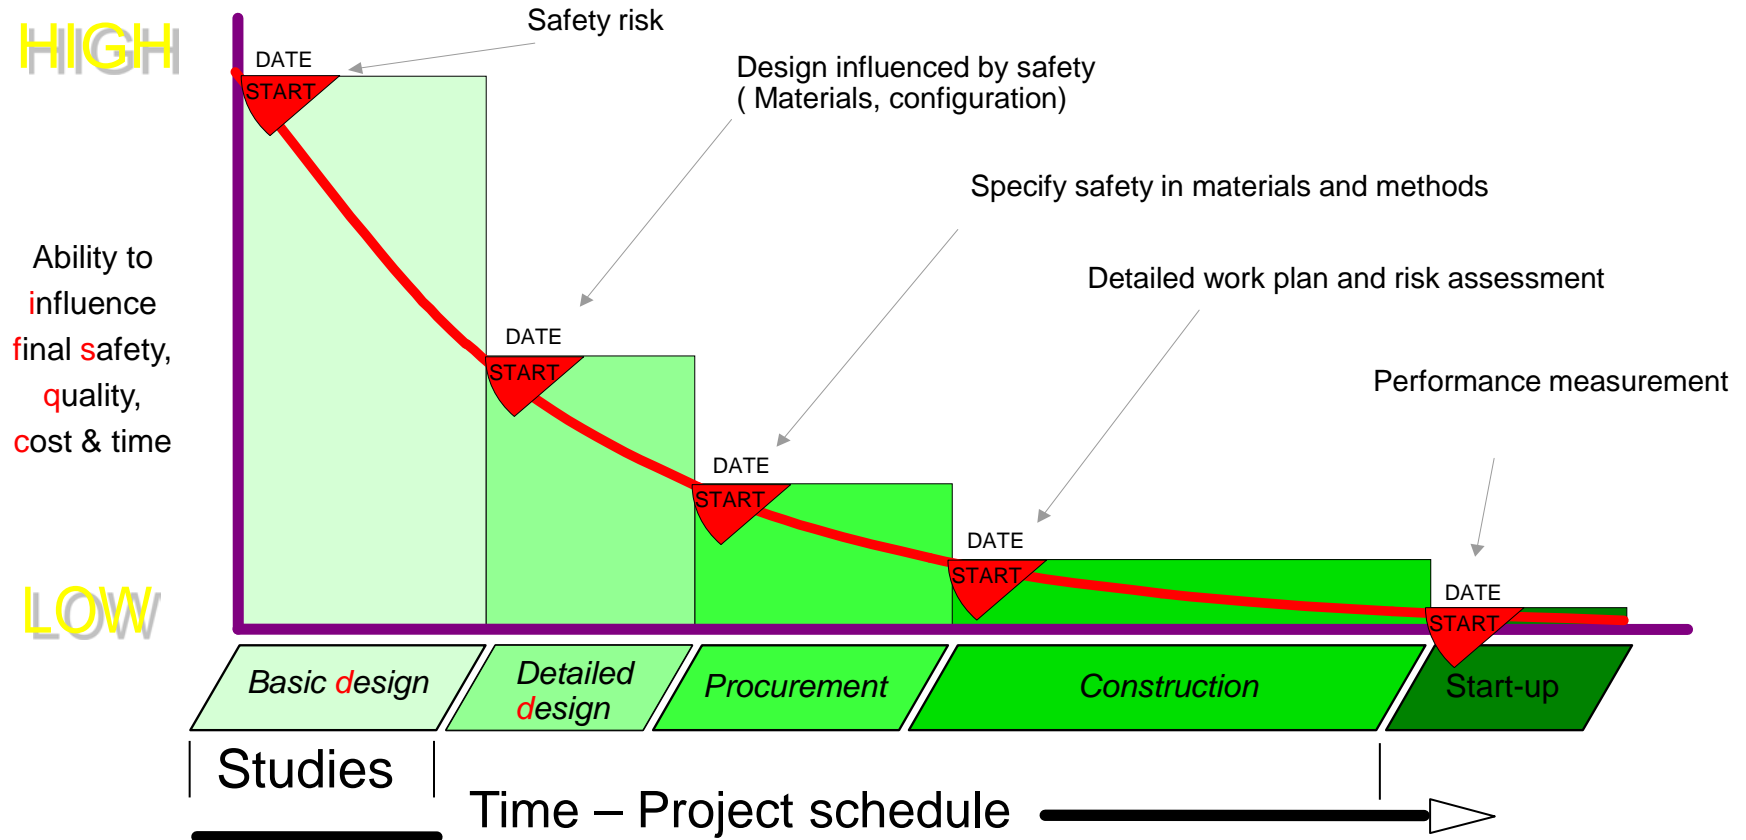 HIGH
Safety risk
DATE
START
Design influenced by safety
( Materials, configuration)
Specify safety in materials and methods
Ability to
influence
final safety,
quality,
cost & time
Detailed work plan and risk assessment
DATE
START
Performance measurement
DATE
START
DATE
START
DATE
START
LOW
Basic design
Detailed
design
Procurement
Construction
Start-up
Studies
Time – Project schedule